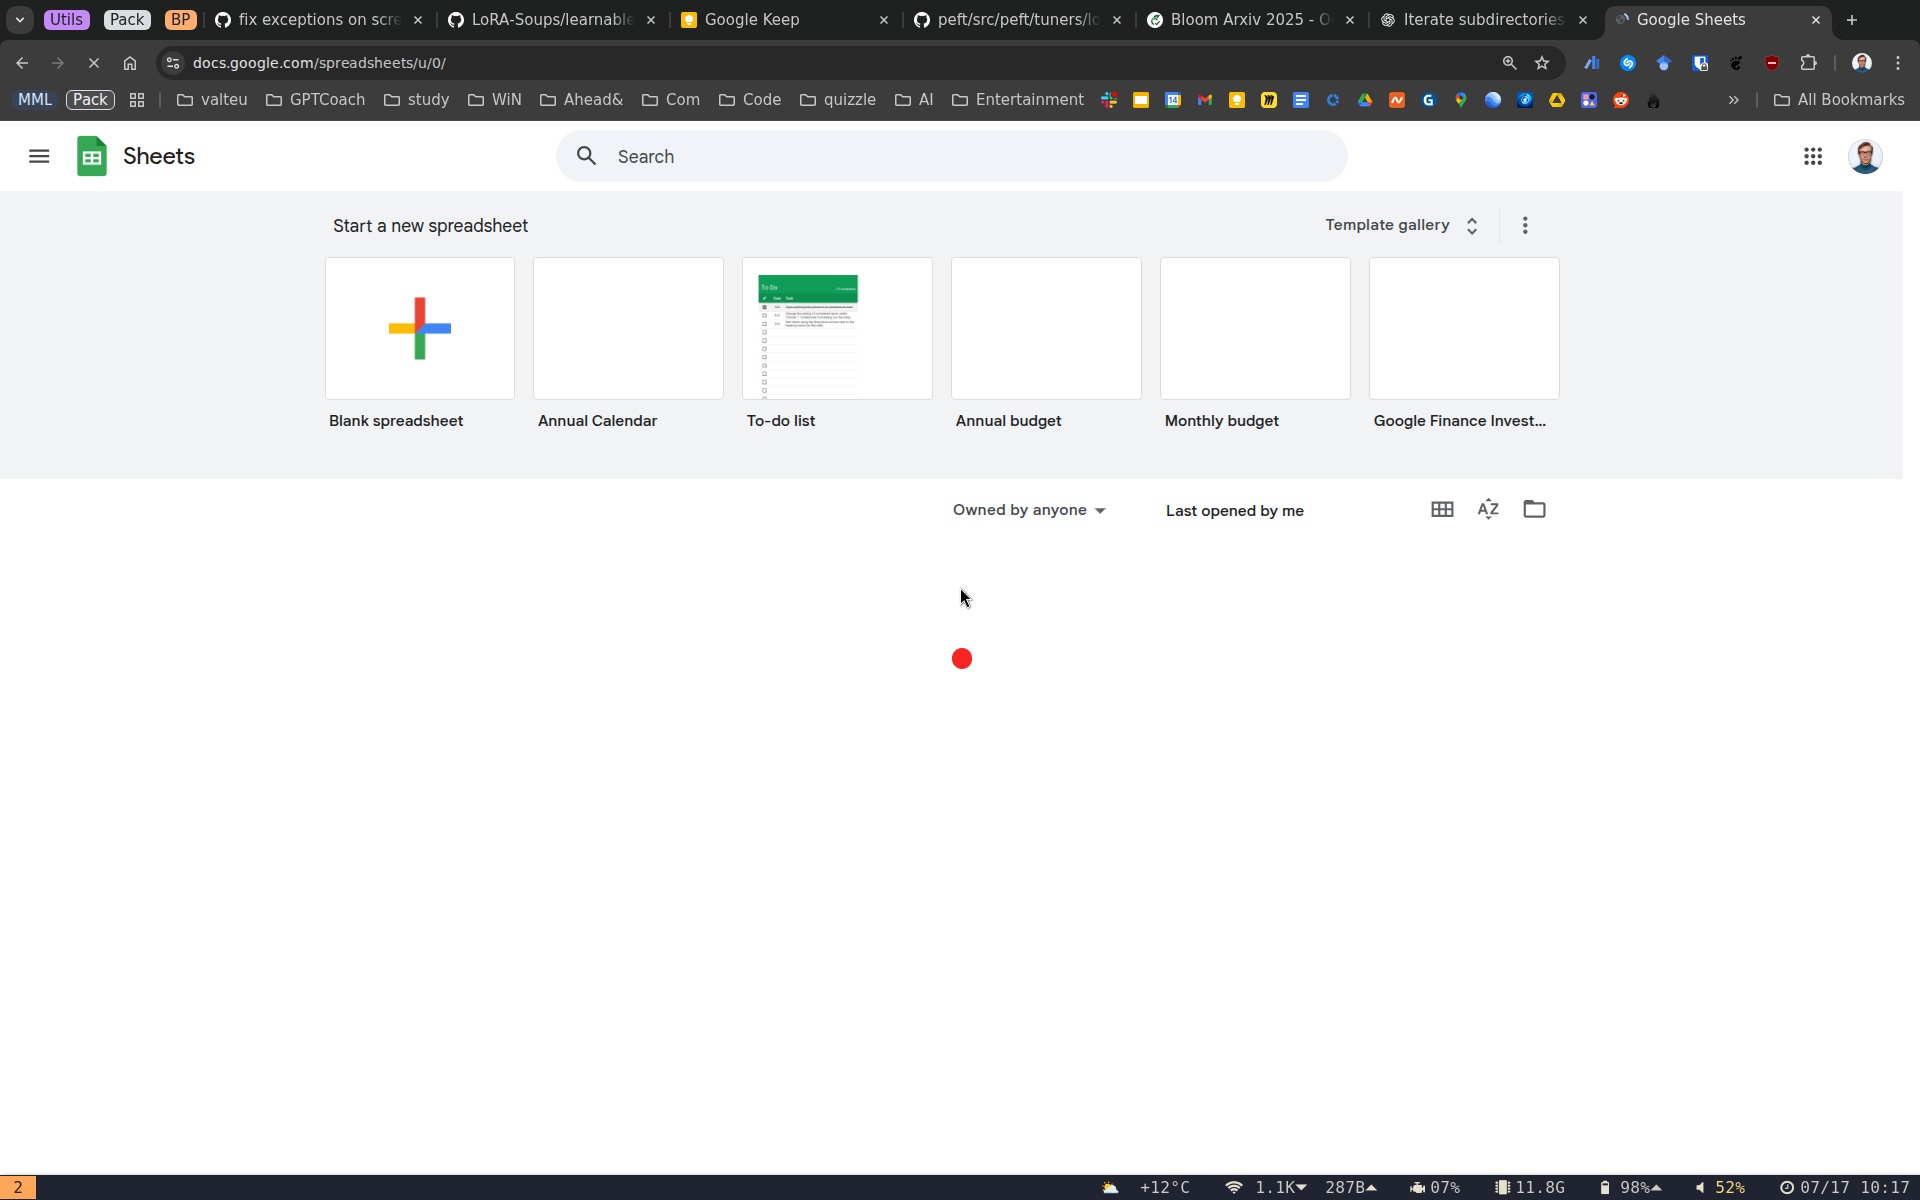 Utils Pack BP fix exceptions on scre LoRA-Soups/learnable Google Keep peft/src/peft/tuners/lo Bloom Arxiv 2025 - O Iterate subdirectories Google Sheets
docs.google.com/spreadsheets/u/0/
MML Pack valteu GPTCoach study WiN Ahead& Com Code quizzle AI Entertainment 14 » All Bookmarks
Sheets Search
Start a new spreadsheet Template gallery
To Do
Blank spreadsheet Annual Calendar To-do list Annual budget Monthly budget Google Finance Invest...
Owned by anyone Last opened by me AZ
2 +12°C 1.1K 287B 07% 11.8G 98% 52% 07/17 10:17